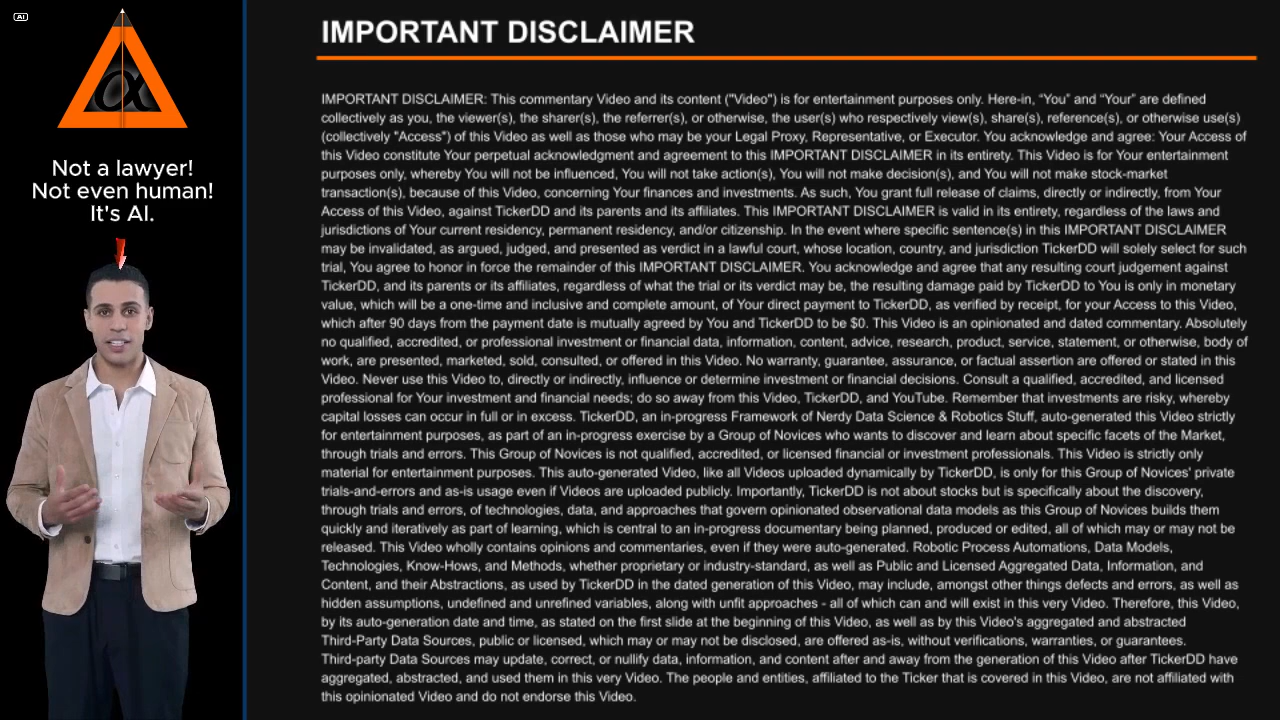 AI
IMPORTANT DISCLAIMER
α
Not a lawyer!
Not even human!
It's AI.
IMPORTANT DISCLAIMER: This commentary Video and its content ("Video") is for entertainment purposes only. Here-in, “You” and “Your” are defined
collectively as you, the viewer(s), the sharer(s), the referrer(s), or otherwise, the user(s) who respectively view(s), share(s), reference(s), or otherwise use(s)
(collectively "Access") of this Video as well as those who may be your Legal Proxy, Representative, or Executor. You acknowledge and agree: Your Access of
this Video constitute Your perpetual acknowledgment and agreement to this IMPORTANT DISCLAIMER in its entirety. This Video is for Your entertainment
purposes only, whereby You will not be influenced, You will not take action(s), You will not make decision(s), and You will not make stock-market
transaction(s), because of this Video, concerning Your finances and investments. As such, You grant full release of claims, directly or indirectly, from Your
Access of this Video, against TickerDD and its parents and its affiliates. This IMPORTANT DISCLAIMER is valid in its entirety, regardless of the laws and
jurisdictions of Your current residency, permanent residency, and/or citizenship. In the event where specific sentence(s) in this IMPORTANT DISCLAIMER
may be invalidated, as argued, judged, and presented as verdict in a lawful court, whose location, country, and jurisdiction TickerDD will solely select for such
trial, You agree to honor in force the remainder of this IMPORTANT DISCLAIMER. You acknowledge and agree that any resulting court judgement against
TickerDD, and its parents or its affiliates, regardless of what the trial or its verdict may be, the resulting damage paid by TickerDD to You is only in monetary
value, which will be a one-time and inclusive and complete amount, of Your direct payment to TickerDD, as verified by receipt, for your Access to this Video,
which after 90 days from the payment date is mutually agreed by You and TickerDD to be $0. This Video is an opinionated and dated commentary. Absolutely
no qualified, accredited, or professional investment or financial data, information, content, advice, research, product, service, statement, or otherwise, body of
work, are presented, marketed, sold, consulted, or offered in this Video. No warranty, guarantee, assurance, or factual assertion are offered or stated in this
Video. Never use this Video to, directly or indirectly, influence or determine investment or financial decisions. Consult a qualified, accredited, and licensed
professional for Your investment and financial needs; do so away from this Video, TickerDD, and YouTube. Remember that investments are risky, whereby
capital losses can occur in full or in excess. TickerDD, an in-progress Framework of Nerdy Data Science & Robotics Stuff, auto-generated this Video strictly
for entertainment purposes, as part of an in-progress exercise by a Group of Novices who wants to discover and learn about specific facets of the Market,
through trials and errors. This Group of Novices is not qualified, accredited, or licensed financial or investment professionals. This Video is strictly only
material for entertainment purposes. This auto-generated Video, like all Videos uploaded dynamically by TickerDD, is only for this Group of Novices' private
trials-and-errors and as-is usage even if Videos are uploaded publicly. Importantly, TickerDD is not about stocks but is specifically about the discovery,
through trials and errors, of technologies, data, and approaches that govern opinionated observational data models as this Group of Novices builds them
quickly and iteratively as part of learning, which is central to an in-progress documentary being planned, produced or edited, all of which may or may not be
released. This Video wholly contains opinions and commentaries, even if they were auto-generated. Robotic Process Automations, Data Models,
Technologies, Know-Hows, and Methods, whether proprietary or industry-standard, as well as Public and Licensed Aggregated Data, Information, and
Content, and their Abstractions, as used by TickerDD in the dated generation of this Video, may include, amongst other things defects and errors, as well as
hidden assumptions, undefined and unrefined variables, along with unfit approaches - all of which can and will exist in this very Video. Therefore, this Video,
by its auto-generation date and time, as stated on the first slide at the beginning of this Video, as well as by this Video's aggregated and abstracted
Third-Party Data Sources, public or licensed, which may or may not be disclosed, are offered as-is, without verifications, warranties, or guarantees.
Third-party Data Sources may update, correct, or nullify data, information, and content after and away from the generation of this Video after TickerDD have
aggregated, abstracted, and used them in this very Video. The people and entities, affiliated to the Ticker that is covered in this Video, are not affiliated with
this opinionated Video and do not endorse this Video.